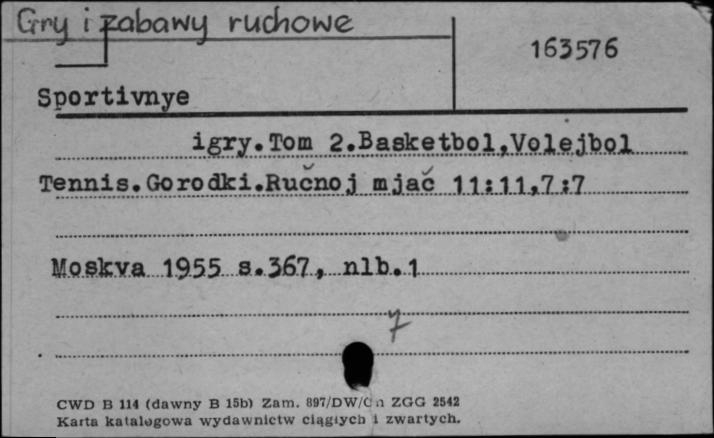 Gry i zabawy ruchowe
163576
Sportivnye
igry.Tom 2.Basketbol,Volejbol
Tennis.Gorodki.Ručnoj mjač 11:11,7:7
Moskva 1955 s.367, nlb.1
7
CWD B 114 (dawny B 15b) Zam. 897/DW/ ZGG 2542
Karta katalogowa wydawnictw ciągłych i zwartych.